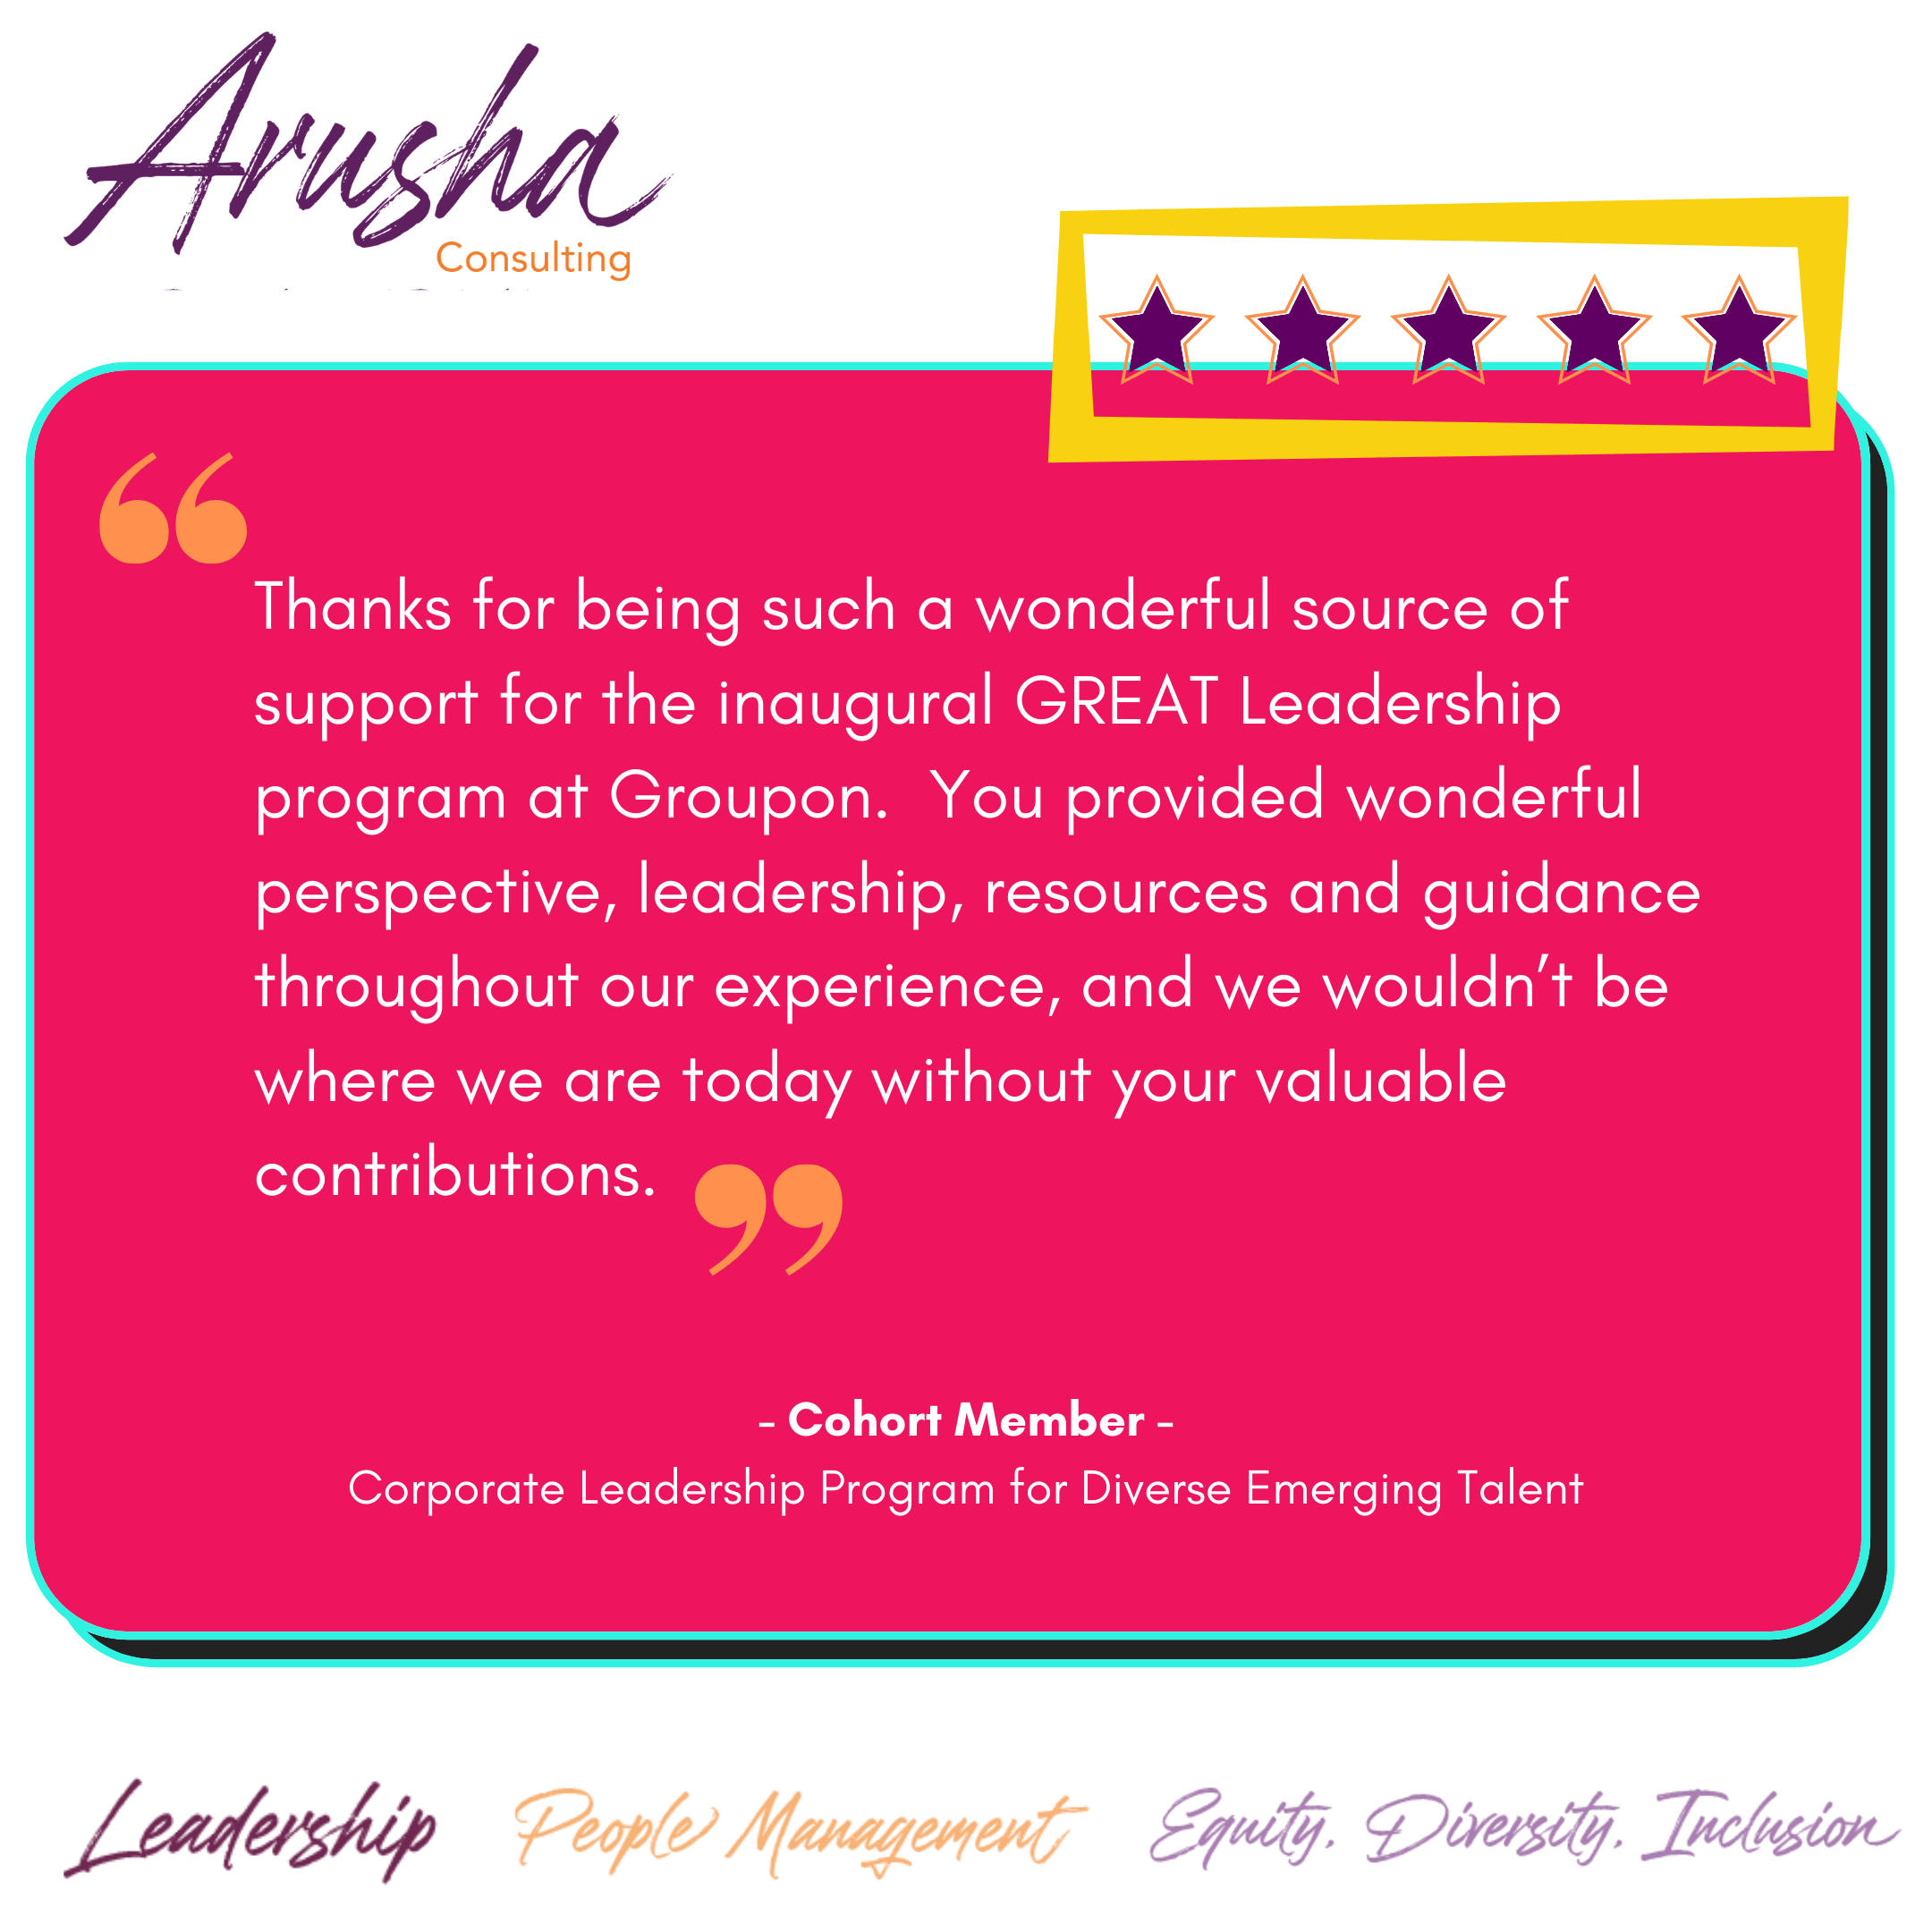 Arusha
Consulting
“
Thanks for being such a wonderful source of
support for the inaugural GREAT Leadership
program at Groupon.  You provided wonderful
perspective, leadership, resources and guidance
throughout our experience, and we wouldn’t be
where we are today without your valuable
contributions. ”
- Cohort Member -
Corporate Leadership Program for Diverse Emerging Talent
Leadership People Management Equity, Diversity, Inclusion